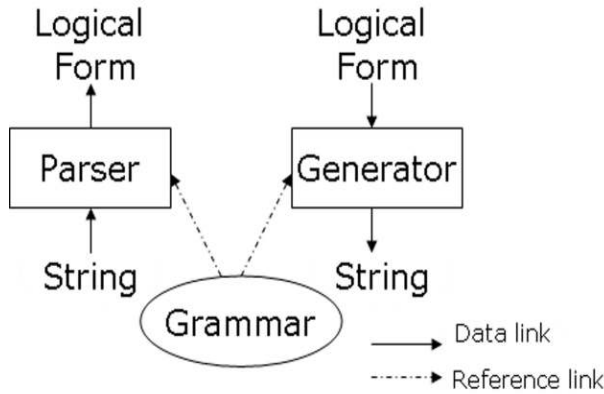 Logical
Form
Logical
Form
Parser
Generator
String
String
Grammar
Data link
Reference link